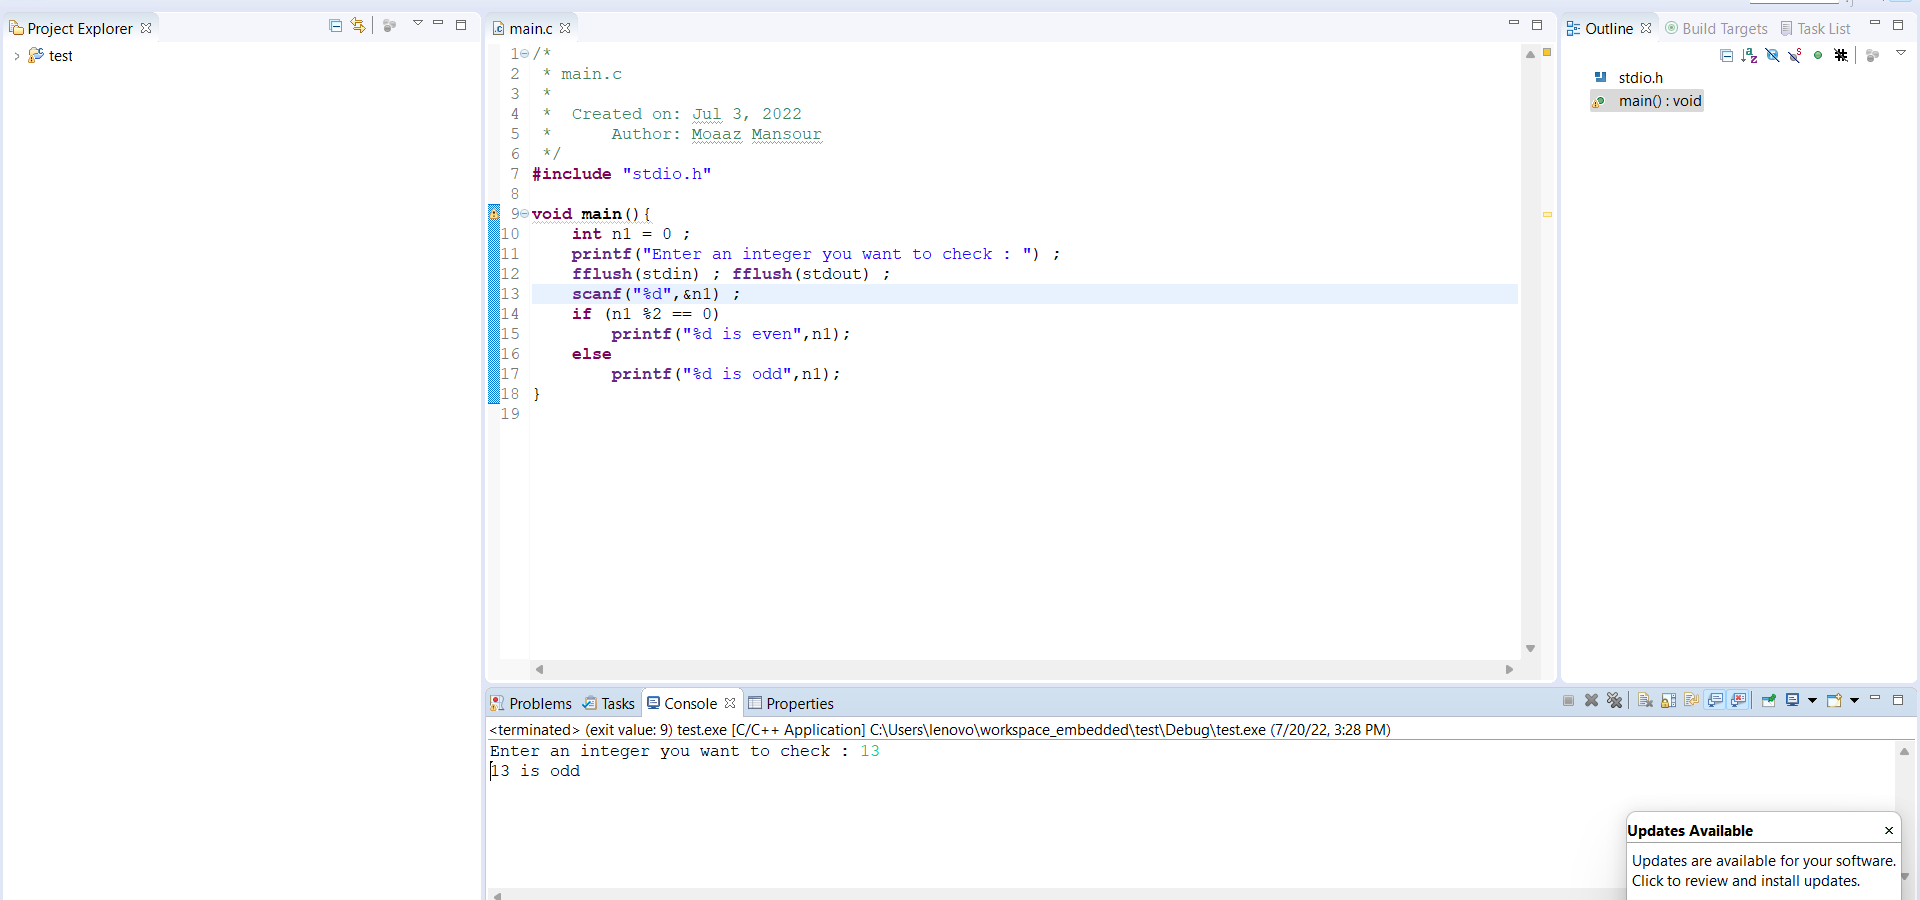 Project Explorer
test
main.c
1 /*
2  * main.c
3  *
4  *  Created on: Jul 3, 2022
5  *      Author: Moaaz Mansour
6  */
7 #include "stdio.h"
8
9 void main(){
10     int n1 = 0 ;
11     printf("Enter an integer you want to check : ") ;
12     fflush(stdin) ; fflush(stdout) ;
13     scanf("%d",&n1) ;
14     if (n1 %2 == 0)
15         printf("%d is even",n1);
16     else
17         printf("%d is odd",n1);
18 }
19
Outline Build Targets Task List
stdio.h
main() : void
Problems Tasks Console Properties
<terminated> (exit value: 9) test.exe [C/C++ Application] C:\Users\lenovo\workspace_embedded\test\Debug\test.exe (7/20/22, 3:28 PM)
Enter an integer you want to check : 13
13 is odd
Updates Available
Updates are available for your software.
Click to review and install updates.